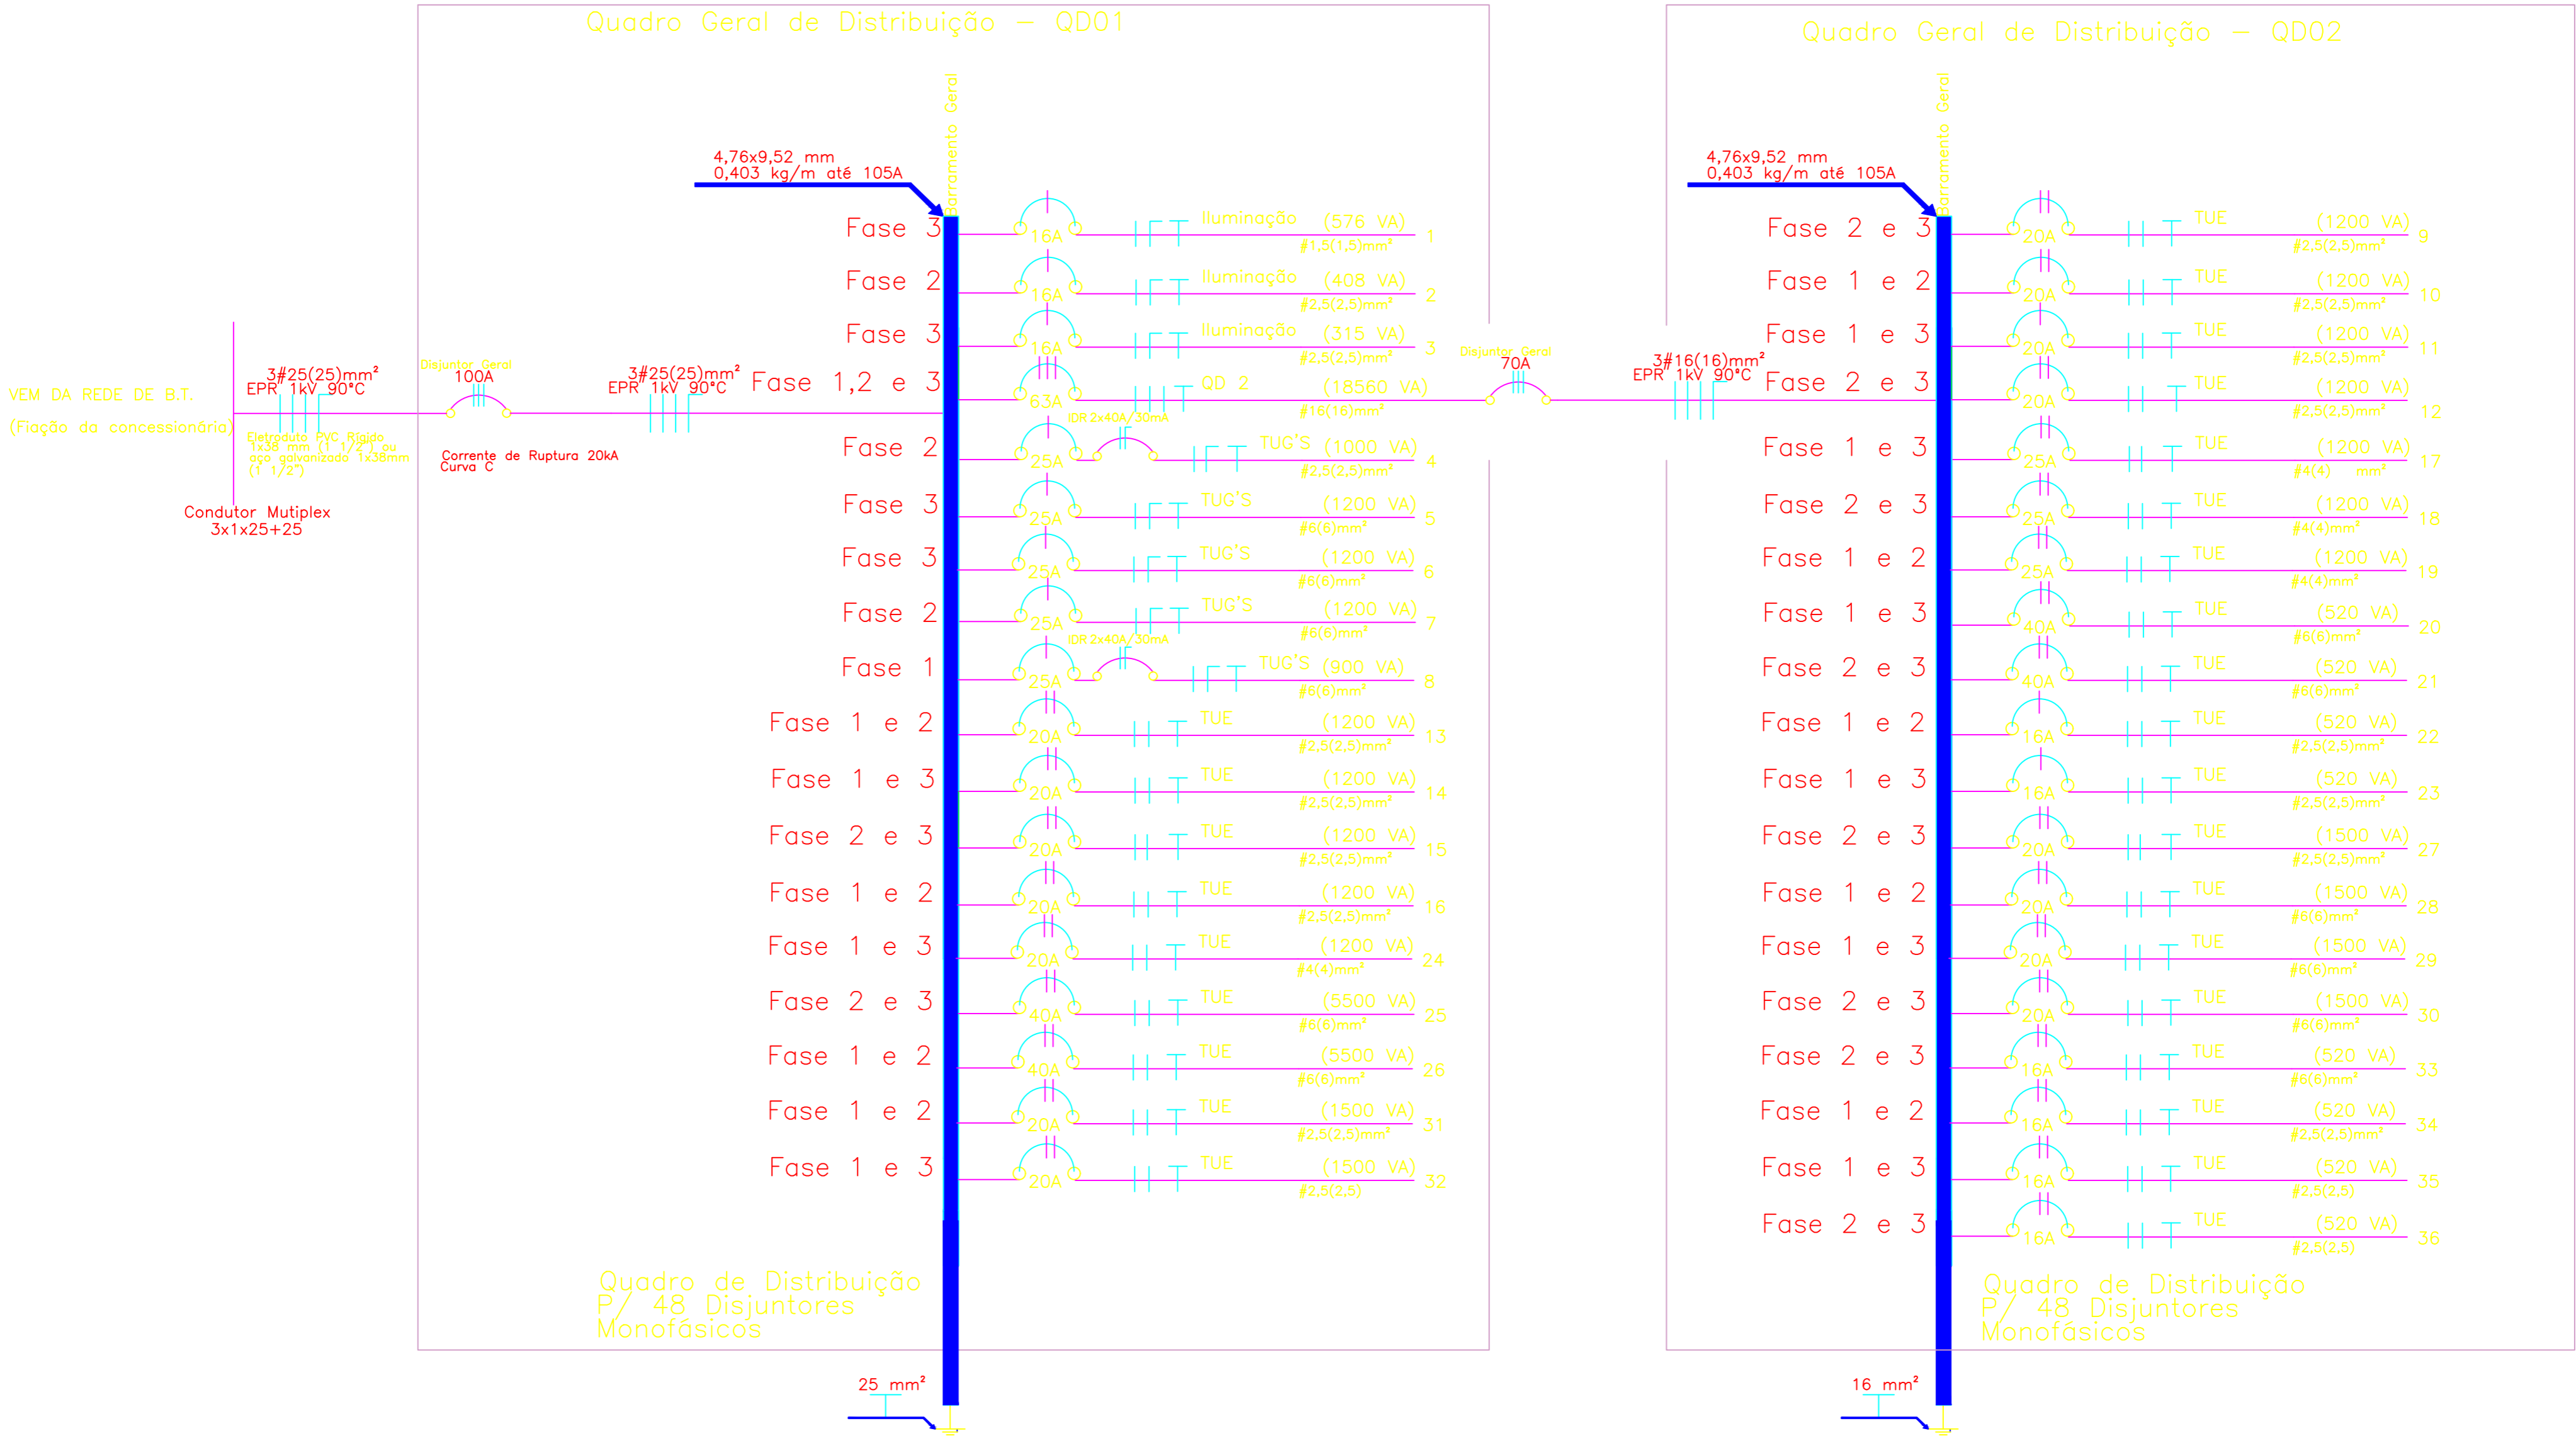 Quadro Geral de Distribuição - QD01
Barramento Geral
4,76x9,52 mm
0,403 kg/m até 105A
VEM DA REDE DE B.T.
(Fiação da concessionária)
3#25(25)mm²
EPR 1kV 90°C
Eletroduto PVC Rígido
1x38 mm (1 1/2") ou
aço galvanizado 1x38mm
(1 1/2")
Condutor Mutiplex
3x1x25+25
Disjuntor Geral
100A
Corrente de Ruptura 20kA
Curva C
3#25(25)mm²
EPR 1kV 90°C
Fase 3 16A Iluminação (576 VA) #1,5(1,5)mm² 1
Fase 2 16A Iluminação (408 VA) #2,5(2,5)mm² 2
Fase 3 16A Iluminação (315 VA) #2,5(2,5)mm² 3
Fase 1,2 e 3 63A QD 2 (18560 VA) #16(16)mm²
Fase 2 25A IDR 2x40A/30mA TUG'S (1000 VA) #2,5(2,5)mm² 4
Fase 3 25A TUG'S (1200 VA) #6(6)mm² 5
Fase 3 25A TUG'S (1200 VA) #6(6)mm² 6
Fase 2 25A TUG'S (1200 VA) #6(6)mm² 7
Fase 1 25A IDR 2x40A/30mA TUG'S (900 VA) #6(6)mm² 8
Fase 1 e 2 20A TUE (1200 VA) #2,5(2,5)mm² 13
Fase 1 e 3 20A TUE (1200 VA) #2,5(2,5)mm² 14
Fase 2 e 3 20A TUE (1200 VA) #2,5(2,5)mm² 15
Fase 1 e 2 20A TUE (1200 VA) #2,5(2,5)mm² 16
Fase 1 e 3 20A TUE (1200 VA) #4(4)mm² 24
Fase 2 e 3 40A TUE (5500 VA) #6(6)mm² 25
Fase 1 e 2 40A TUE (5500 VA) #6(6)mm² 26
Fase 1 e 2 20A TUE (1500 VA) #2,5(2,5)mm² 31
Fase 1 e 3 20A TUE (1500 VA) #2,5(2,5) 32
Quadro de Distribuição
P/ 48 Disjuntores
Monofásicos
25 mm²
Disjuntor Geral
70A
3#16(16)mm²
EPR 1kV 90°C
Quadro Geral de Distribuição - QD02
Barramento Geral
4,76x9,52 mm
0,403 kg/m até 105A
Fase 2 e 3 20A TUE (1200 VA) #2,5(2,5)mm² 9
Fase 1 e 2 20A TUE (1200 VA) #2,5(2,5)mm² 10
Fase 1 e 3 20A TUE (1200 VA) #2,5(2,5)mm² 11
Fase 2 e 3 20A TUE (1200 VA) #2,5(2,5)mm² 12
Fase 1 e 3 25A TUE (1200 VA) #4(4) mm² 17
Fase 2 e 3 25A TUE (1200 VA) #4(4)mm² 18
Fase 1 e 2 25A TUE (1200 VA) #4(4)mm² 19
Fase 1 e 3 40A TUE (520 VA) #6(6)mm² 20
Fase 2 e 3 40A TUE (520 VA) #6(6)mm² 21
Fase 1 e 2 16A TUE (520 VA) #2,5(2,5)mm² 22
Fase 1 e 3 16A TUE (520 VA) #2,5(2,5)mm² 23
Fase 2 e 3 20A TUE (1500 VA) #2,5(2,5)mm² 27
Fase 1 e 2 20A TUE (1500 VA) #6(6)mm² 28
Fase 1 e 3 20A TUE (1500 VA) #6(6)mm² 29
Fase 2 e 3 20A TUE (1500 VA) #6(6)mm² 30
Fase 2 e 3 16A TUE (520 VA) #6(6)mm² 33
Fase 1 e 2 16A TUE (520 VA) #2,5(2,5)mm² 34
Fase 1 e 3 16A TUE (520 VA) #2,5(2,5) 35
Fase 2 e 3 16A TUE (520 VA) #2,5(2,5) 36
Quadro de Distribuição
P/ 48 Disjuntores
Monofásicos
16 mm²